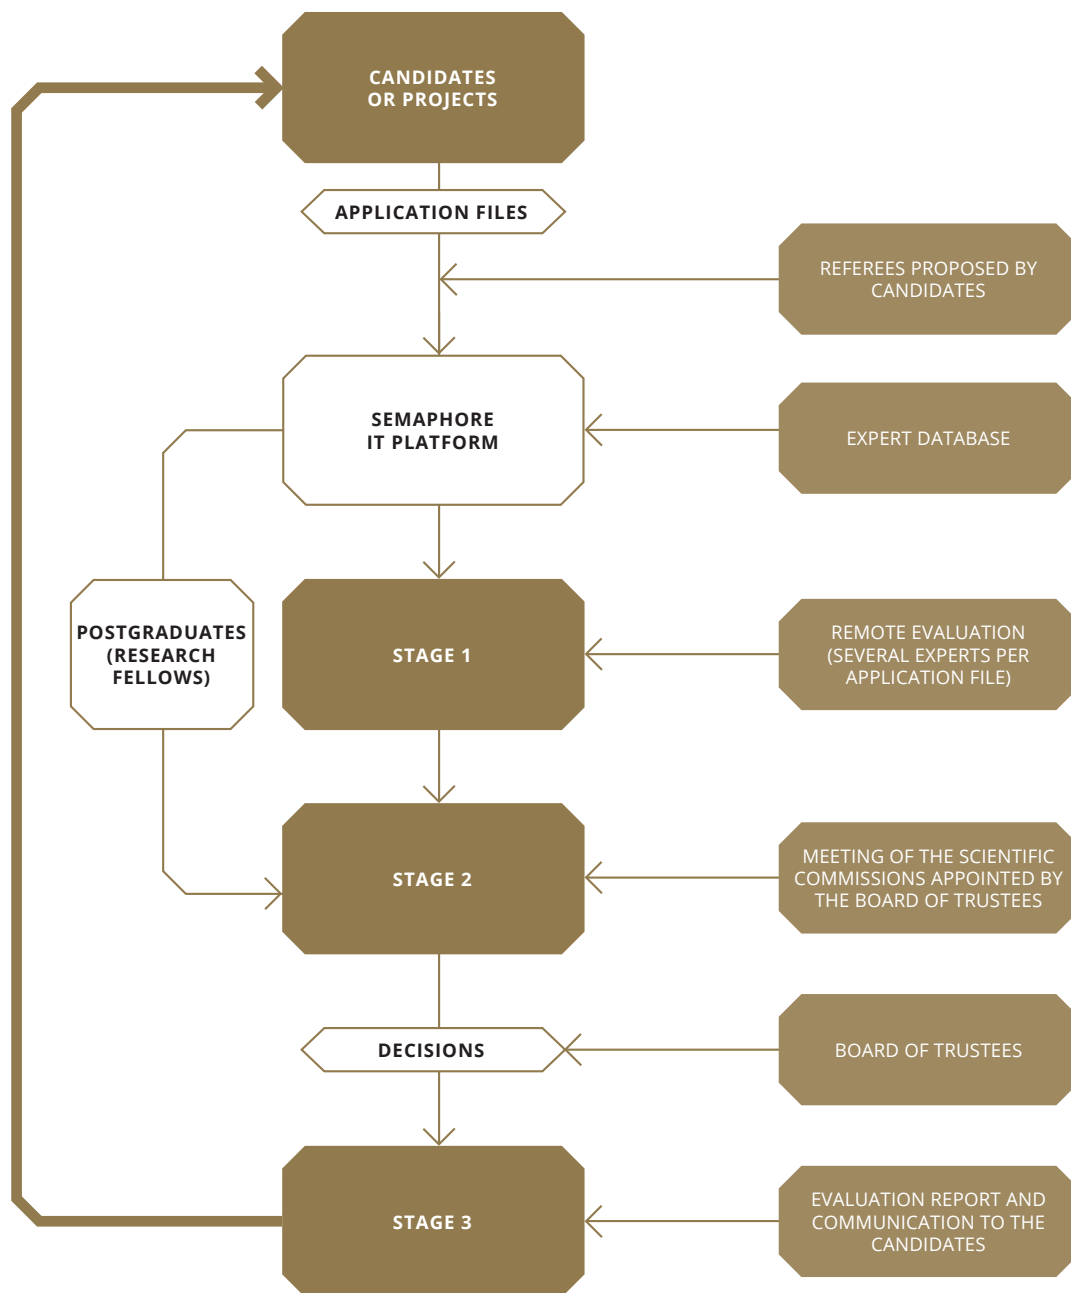 CANDIDATES
OR PROJECTS
APPLICATION FILES
REFEREES PROPOSED BY
CANDIDATES
SEMAPHORE
IT PLATFORM
EXPERT DATABASE
POSTGRADUATES
(RESEARCH
FELLOWS)
STAGE 1
REMOTE EVALUATION
(SEVERAL EXPERTS PER
APPLICATION FILE)
STAGE 2
MEETING OF THE SCIENTIFIC
COMMISSIONS APPOINTED BY
THE BOARD OF TRUSTEES
DECISIONS
BOARD OF TRUSTEES
STAGE 3
EVALUATION REPORT AND
COMMUNICATION TO THE
CANDIDATES